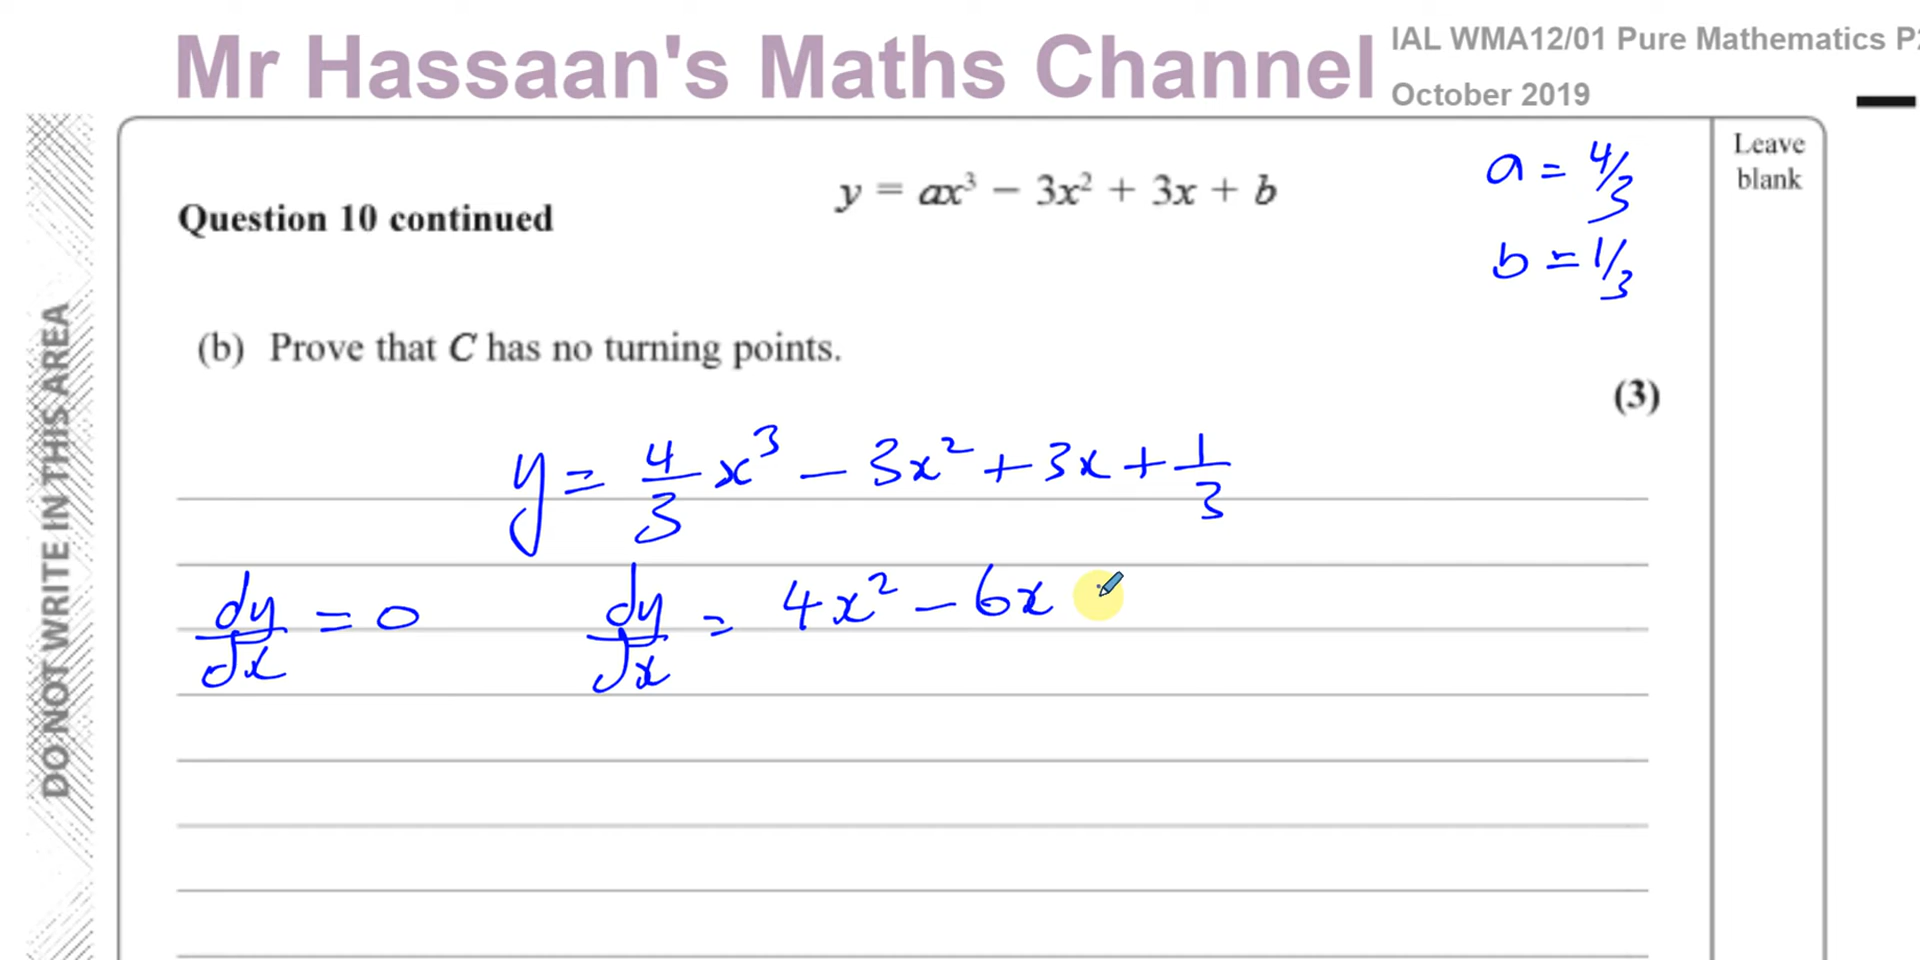 Mr Hassaan's Maths Channel
IAL WMA12/01 Pure Mathematics P2
October 2019
Leave
blank
Question 10 continued
y = ax³ − 3x² + 3x + b
a = 4/3
b = 1/3
(b) Prove that C has no turning points.
(3)
y = 4/3 x³ − 3x² + 3x + 1/3
dy/dx = 0    dy/dx = 4x² − 6x
DO NOT WRITE IN THIS AREA